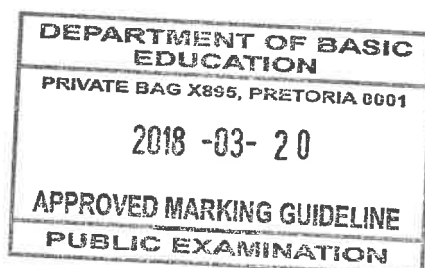 DEPARTMENT OF BASIC
EDUCATION
PRIVATE BAG X895, PRETORIA 0001
2018 -03- 20
APPROVED MARKING GUIDELINE
PUBLIC EXAMINATION